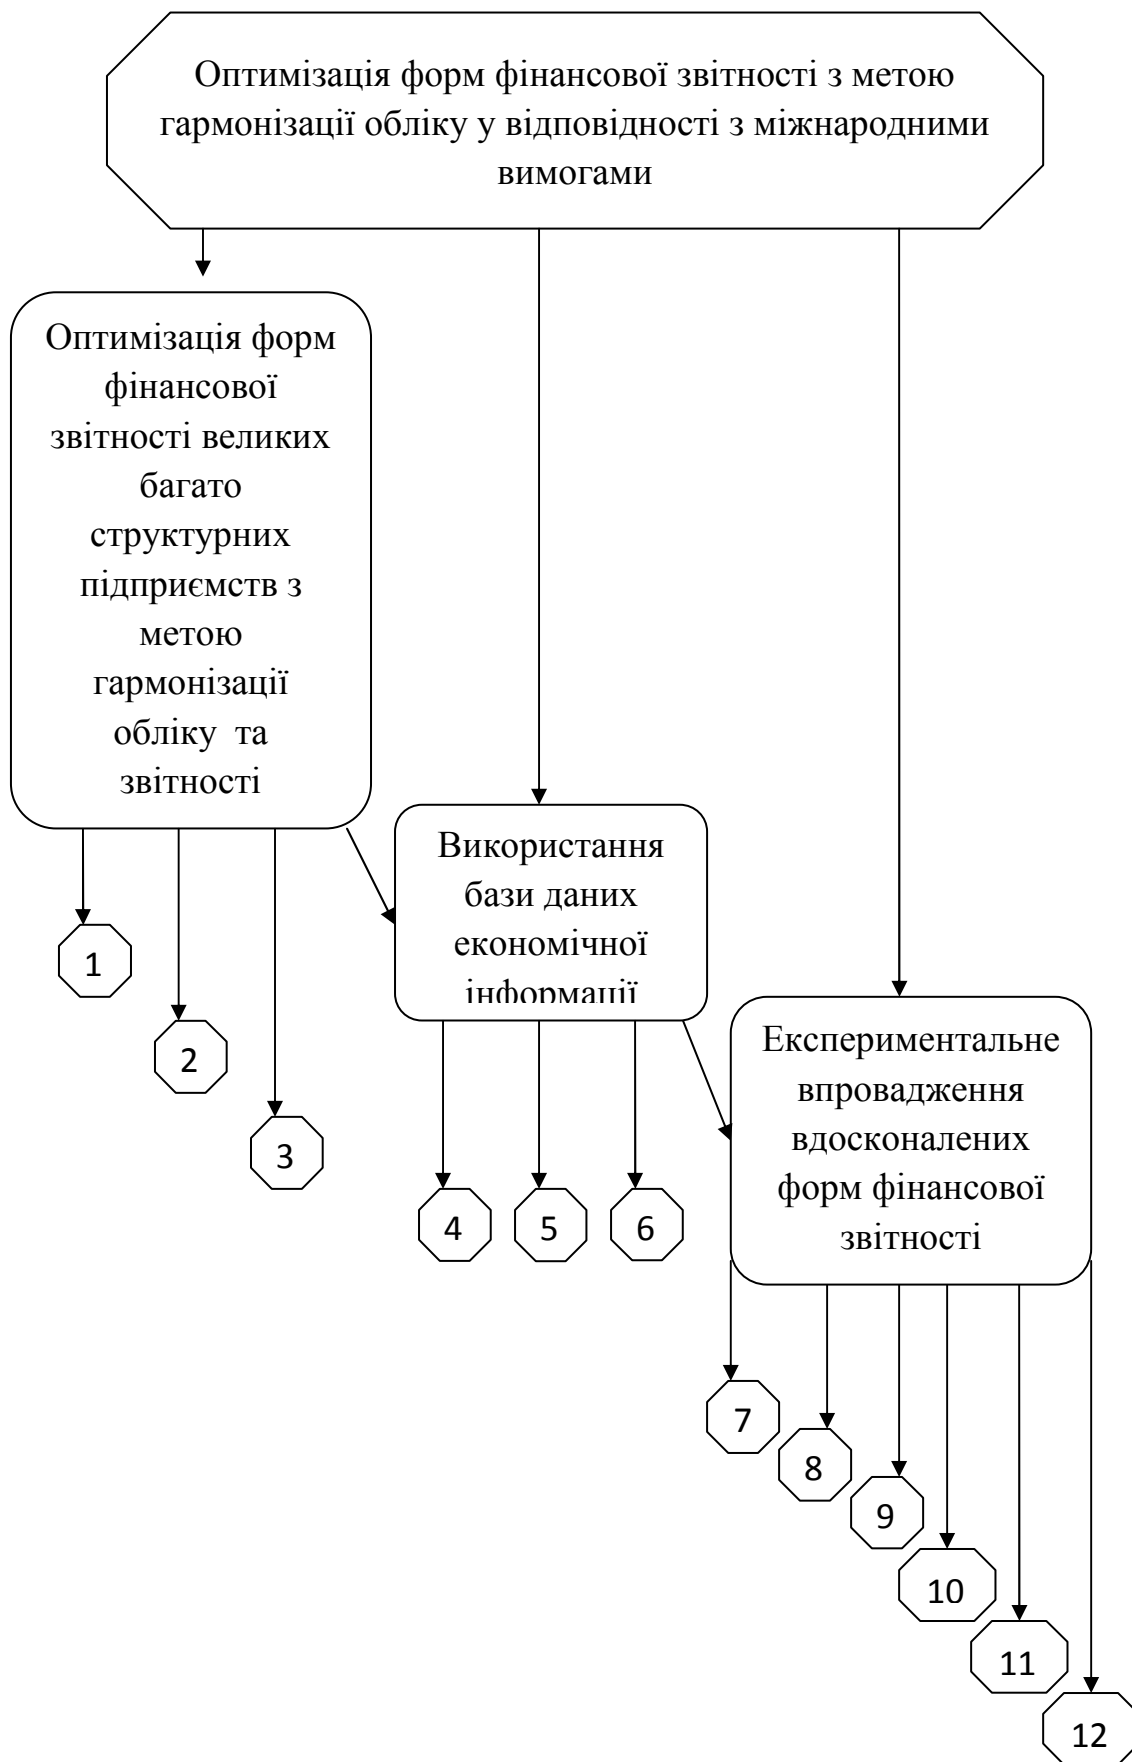 Оптимізація форм фінансової звітності з метою
гармонізації обліку у відповідності з міжнародними
вимогами
Оптимізація форм
фінансової
звітності великих
багато
структурних
підприємств з
метою
гармонізації
обліку та
звітності
Використання
бази даних
економічної
інформації
Експериментальне
впровадження
вдосконалених
форм фінансової
звітності
1
2
3
4
5
6
7
8
9
10
11
12